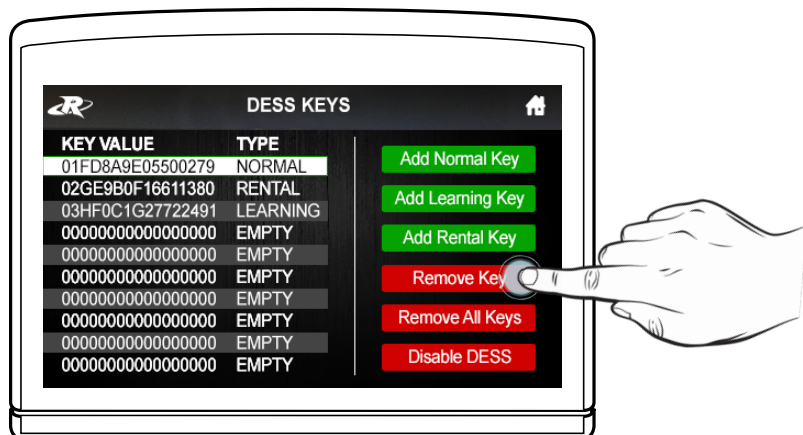 R
DESS KEYS
KEY VALUE TYPE
01FD8A9E05500279 NORMAL
02GE9B0F16611380 RENTAL
03HF0C1G27722491 LEARNING
0000000000000000 EMPTY
0000000000000000 EMPTY
0000000000000000 EMPTY
0000000000000000 EMPTY
0000000000000000 EMPTY
0000000000000000 EMPTY
0000000000000000 EMPTY
Add Normal Key
Add Learning Key
Add Rental Key
Remove Key
Remove All Keys
Disable DESS